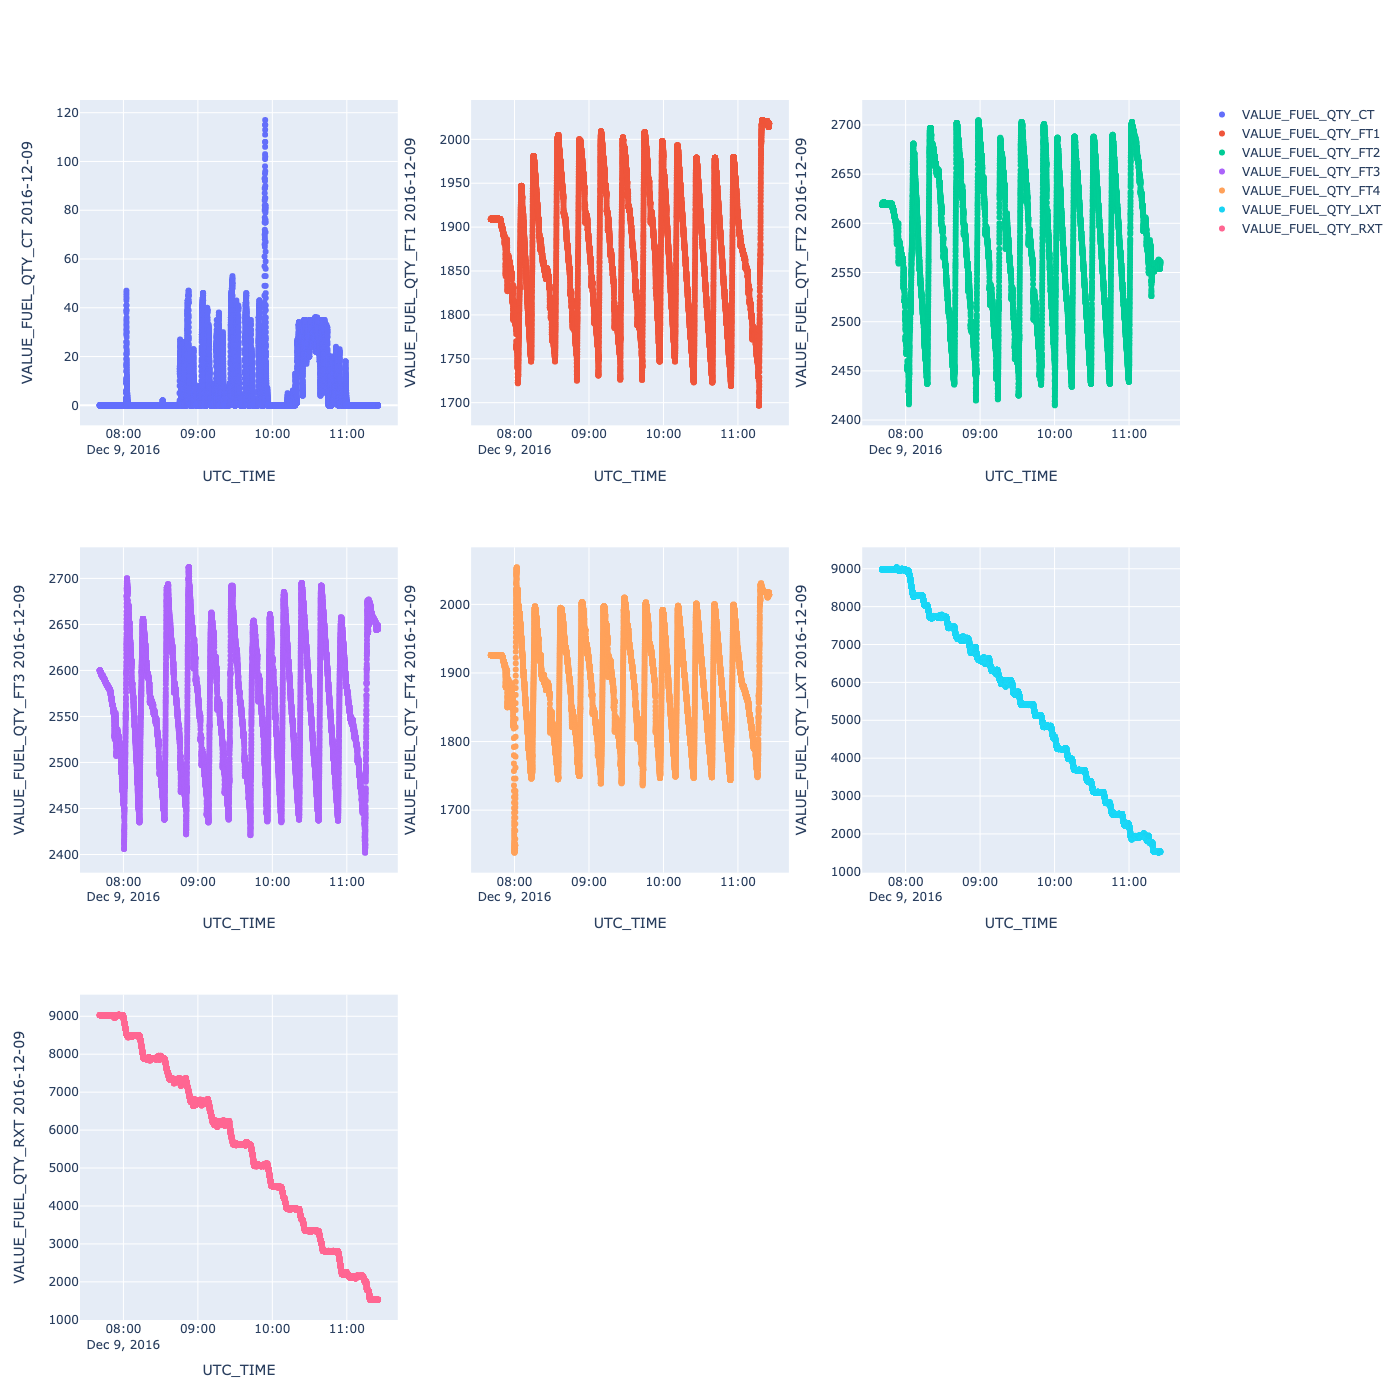 VALUE_FUEL_QTY_CT 2016-12-09
120
100
80
60
40
20
0
08:00 09:00 10:00 11:00
Dec 9, 2016
UTC_TIME
VALUE_FUEL_QTY_FT1 2016-12-09
2000
1950
1900
1850
1800
1750
1700
08:00 09:00 10:00 11:00
Dec 9, 2016
UTC_TIME
VALUE_FUEL_QTY_FT2 2016-12-09
2700
2650
2600
2550
2500
2450
2400
08:00 09:00 10:00 11:00
Dec 9, 2016
UTC_TIME
VALUE_FUEL_QTY_CT
VALUE_FUEL_QTY_FT1
VALUE_FUEL_QTY_FT2
VALUE_FUEL_QTY_FT3
VALUE_FUEL_QTY_FT4
VALUE_FUEL_QTY_LXT
VALUE_FUEL_QTY_RXT
VALUE_FUEL_QTY_FT3 2016-12-09
2700
2650
2600
2550
2500
2450
2400
08:00 09:00 10:00 11:00
Dec 9, 2016
UTC_TIME
VALUE_FUEL_QTY_FT4 2016-12-09
2000
1900
1800
1700
08:00 09:00 10:00 11:00
Dec 9, 2016
UTC_TIME
VALUE_FUEL_QTY_LXT 2016-12-09
9000
8000
7000
6000
5000
4000
3000
2000
1000
08:00 09:00 10:00 11:00
Dec 9, 2016
UTC_TIME
VALUE_FUEL_QTY_RXT 2016-12-09
9000
8000
7000
6000
5000
4000
3000
2000
1000
08:00 09:00 10:00 11:00
Dec 9, 2016
UTC_TIME